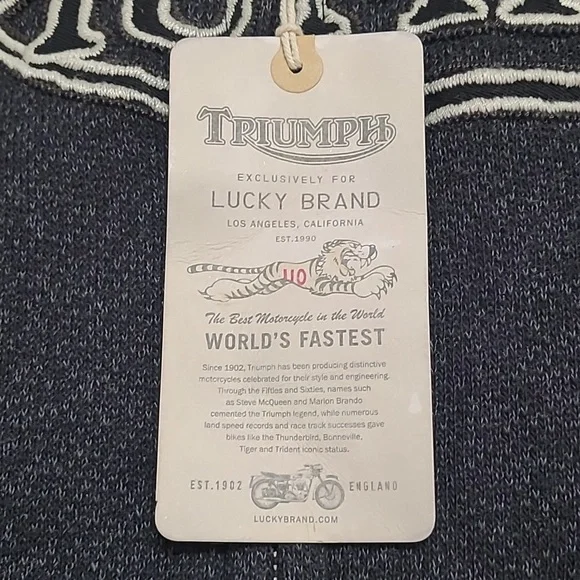 TRIUMPH
EXCLUSIVELY FOR
LUCKY BRAND
LOS ANGELES, CALIFORNIA
EST.1990
110
The Best Motorcycle in the World
WORLD'S FASTEST
Since 1902, Triumph has been producing distinctive
motorcycles celebrated for their style and engineering.
Through the Fifties and Sixties, names such
as Steve McQueen and Marlon Brando
cemented the Triumph legend, while numerous
land speed records and race track successes gave
bikes like the Thunderbird, Bonneville,
Tiger and Trident iconic status.
EST.1902 ENGLAND
LUCKYBRAND.COM